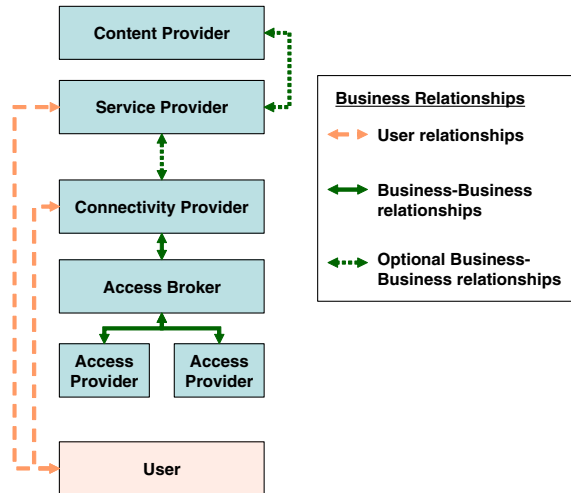 Content Provider
Service Provider
Connectivity Provider
Access Broker
Access
Provider
Access
Provider
User
Business Relationships
User relationships
Business-Business
relationships
Optional Business-
Business relationships